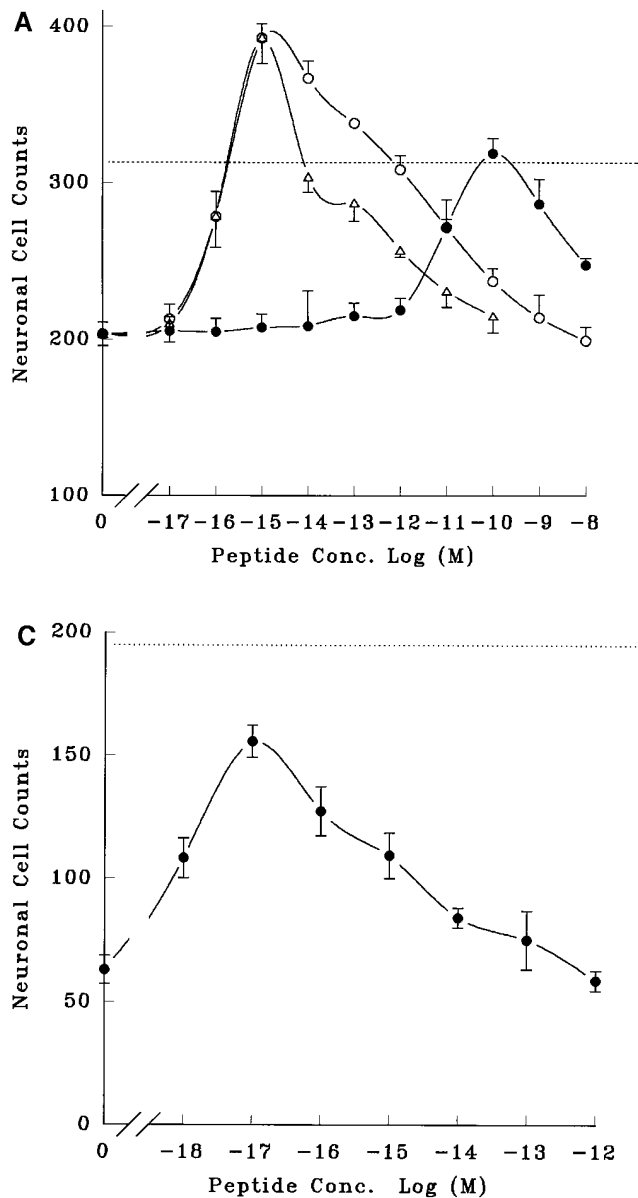 A
Neuronal Cell Counts
400
300
200
100
0 -17 -16 -15 -14 -13 -12 -11 -10 -9 -8
Peptide Conc. Log (M)
C
Neuronal Cell Counts
200
150
100
50
0
0 -18 -17 -16 -15 -14 -13 -12
Peptide Conc. Log (M)